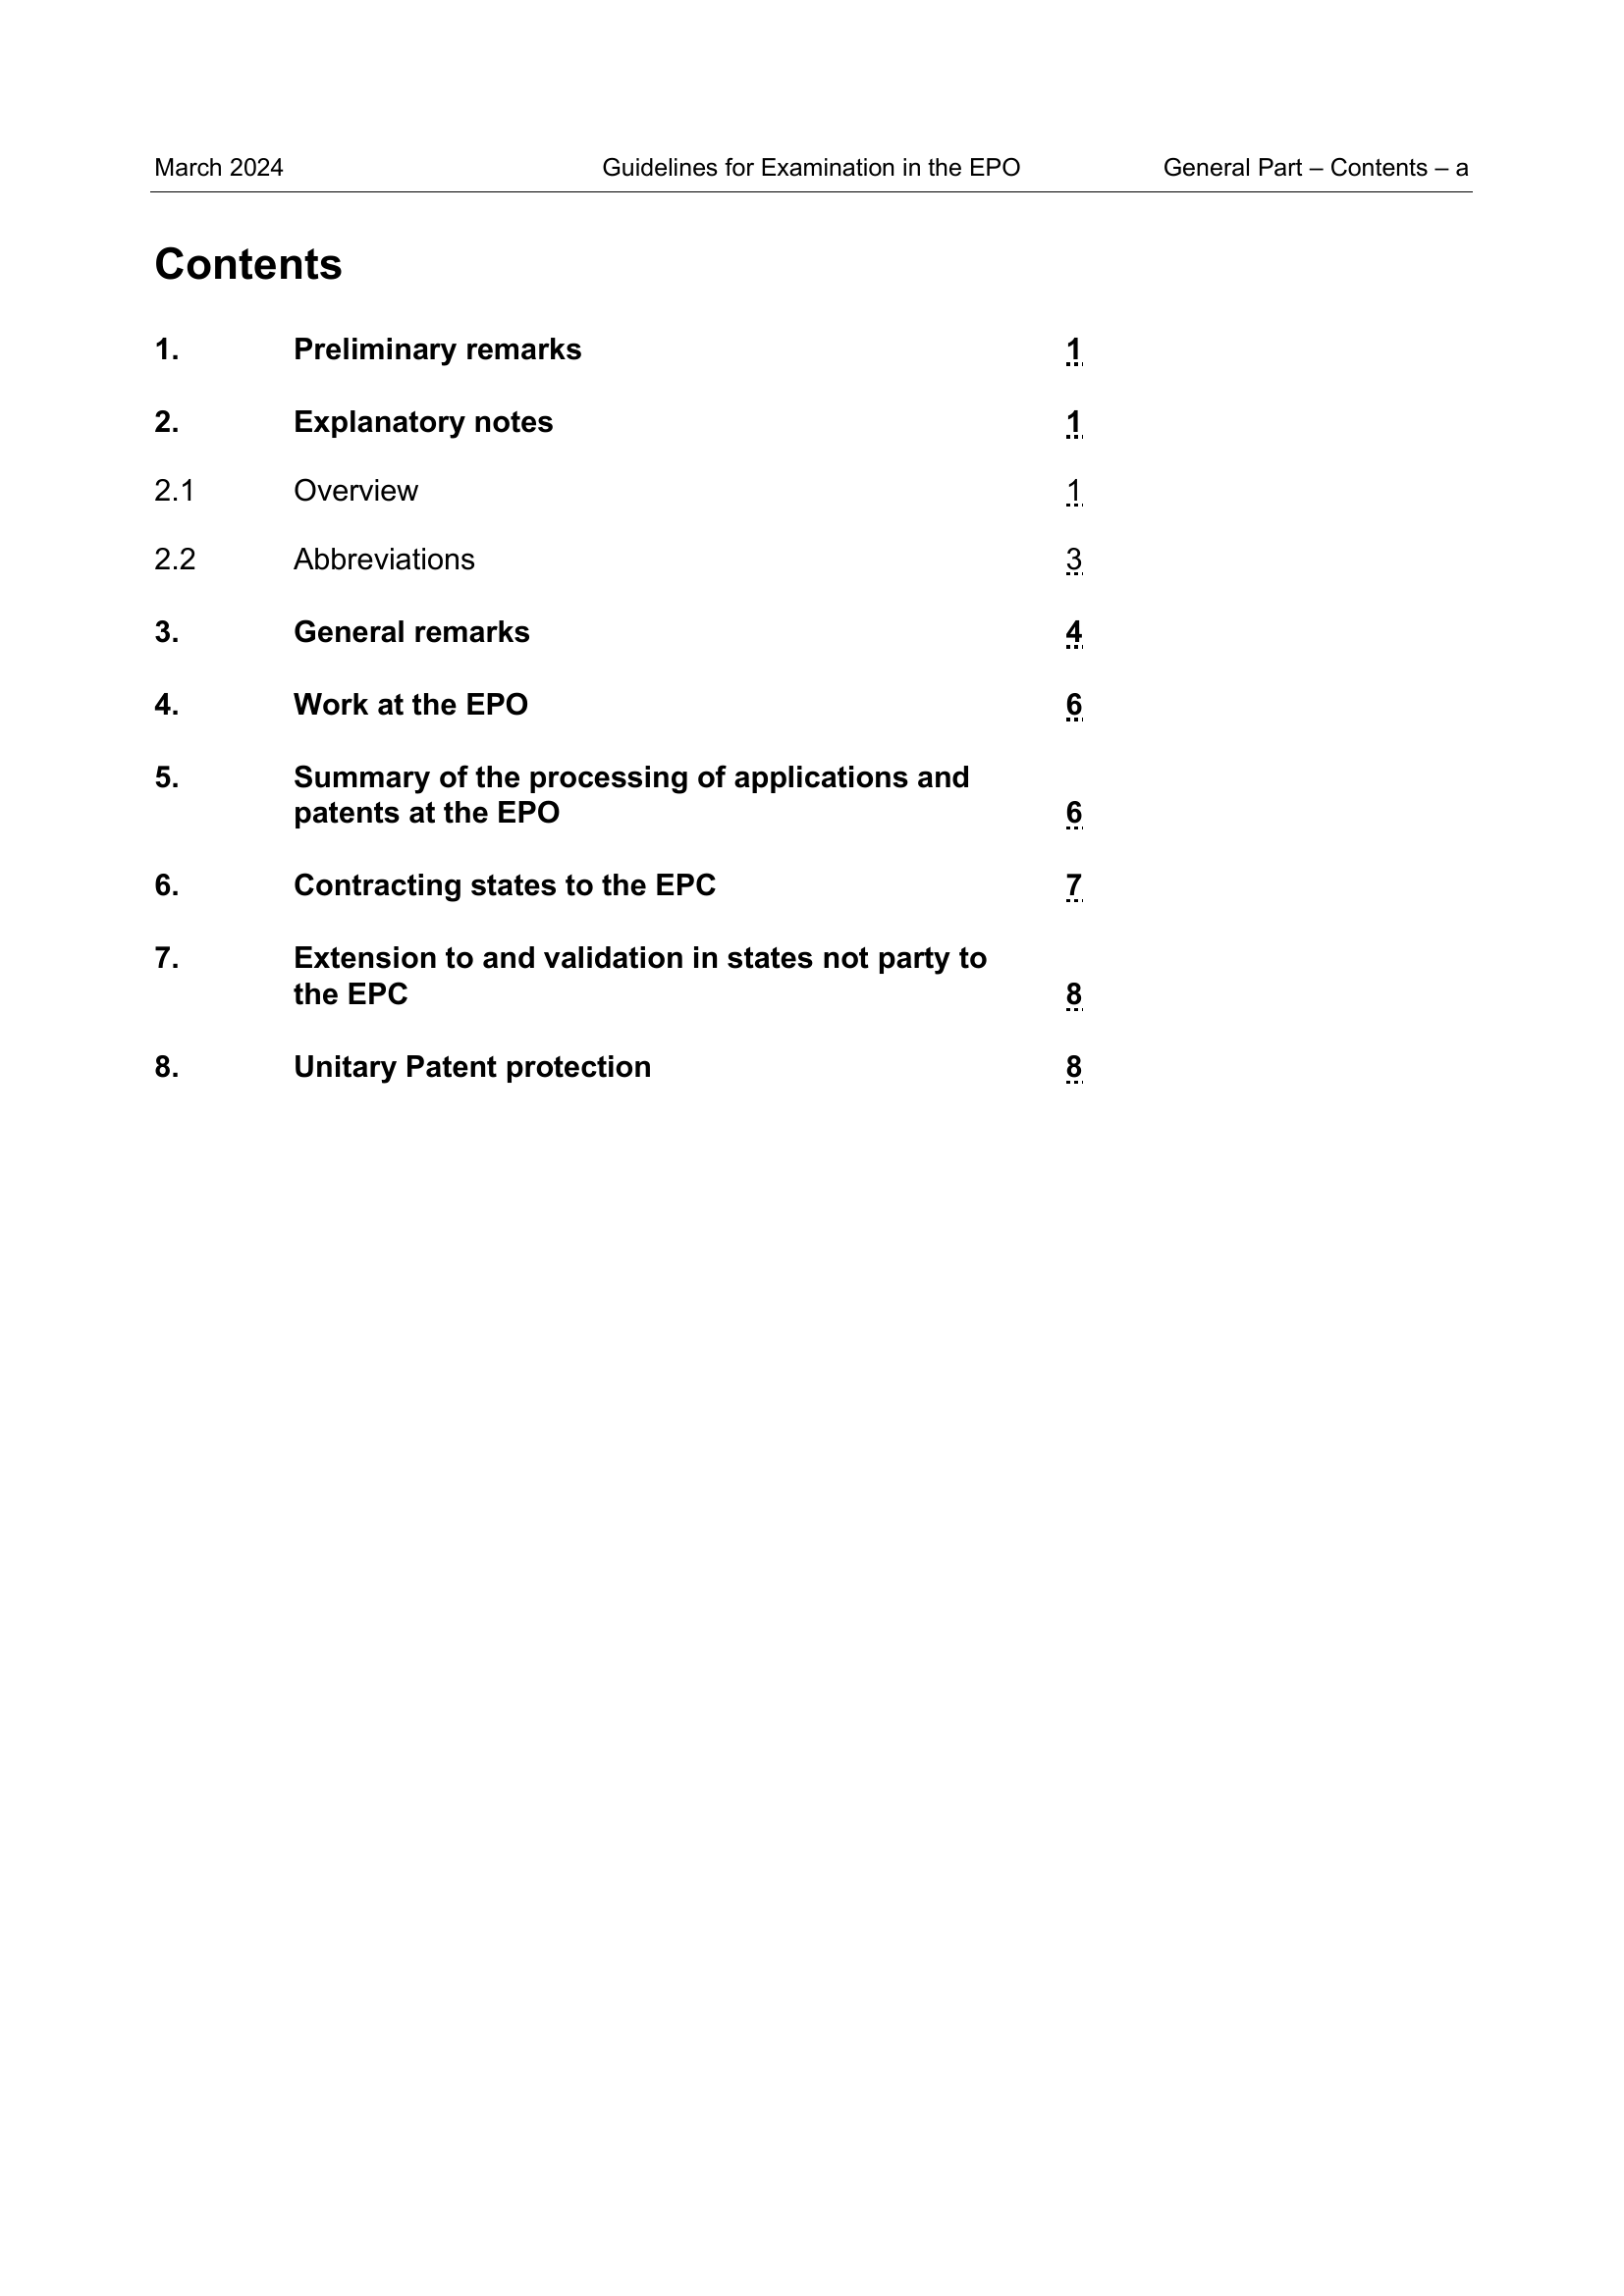 March 2024 Guidelines for Examination in the EPO General Part – Contents – a
Contents
1. Preliminary remarks 1
2. Explanatory notes 1
2.1 Overview 1
2.2 Abbreviations 3
3. General remarks 4
4. Work at the EPO 6
5. Summary of the processing of applications and
patents at the EPO 6
6. Contracting states to the EPC 7
7. Extension to and validation in states not party to
the EPC 8
8. Unitary Patent protection 8